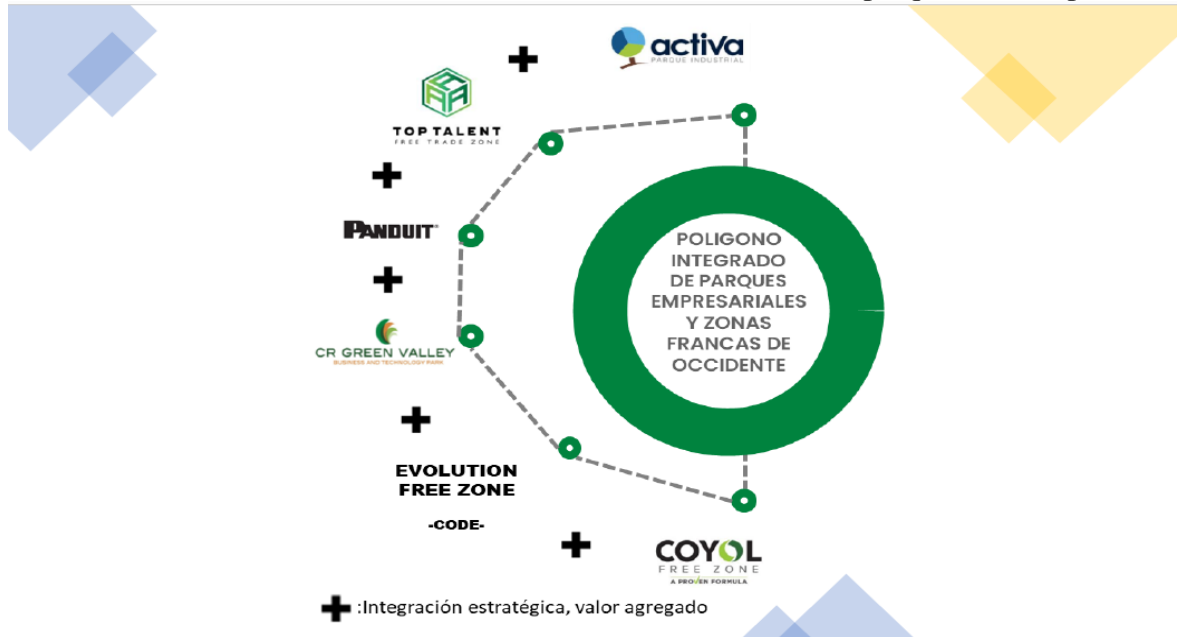 activa
PARQUE INDUSTRIAL
TOP TALENT
FREE TRADE ZONE
PANDUIT
CR GREEN VALLEY
BUSINESS AND TECHNOLOGY PARK
EVOLUTION
FREE ZONE
-CODE-
COYOL
FREE ZONE
A PROVEN FORMULA
POLIGONO
INTEGRADO
DE PARQUES
EMPRESARIALES
Y ZONAS
FRANCAS DE
OCCIDENTE
:Integración estratégica, valor agregado